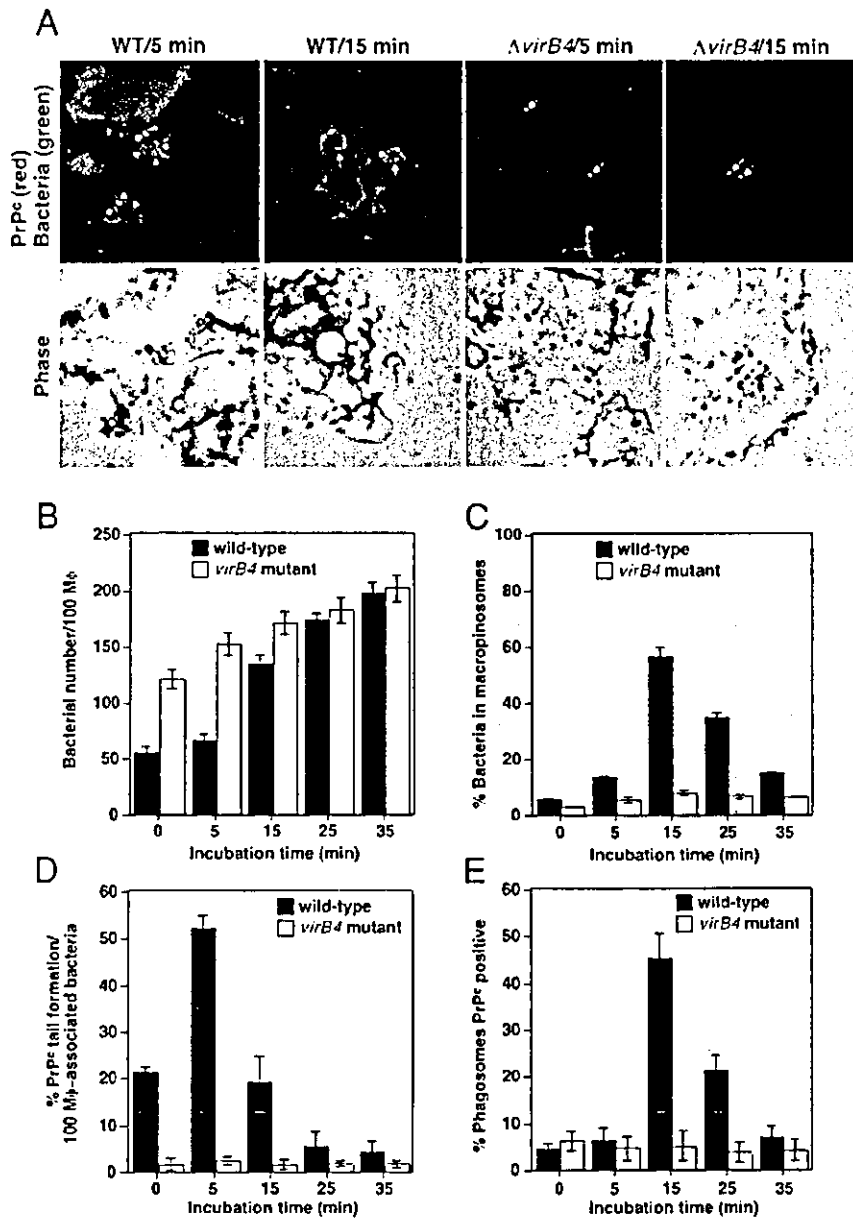 A
WT/5 min WT/15 min ΔvirB4/5 min ΔvirB4/15 min
PrPᶜ (red)
Bacteria (green)
Phase
B
250
200
150
100
50
0
Bacterial number/100 Mϕ
wild-type
virB4 mutant
0 5 15 25 35
Incubation time (min)
C
100
80
60
40
20
0
% Bacteria in macropinosomes
wild-type
virB4 mutant
0 5 15 25 35
Incubation time (min)
D
60
50
40
30
20
10
0
% PrPᶜ tail formation/
100 Mϕ-associated bacteria
wild-type
virB4 mutant
0 5 15 25 35
Incubation time (min)
E
60
50
40
30
20
10
0
% Phagosomes PrPᶜ positive
wild-type
virB4 mutant
0 5 15 25 35
Incubation time (min)